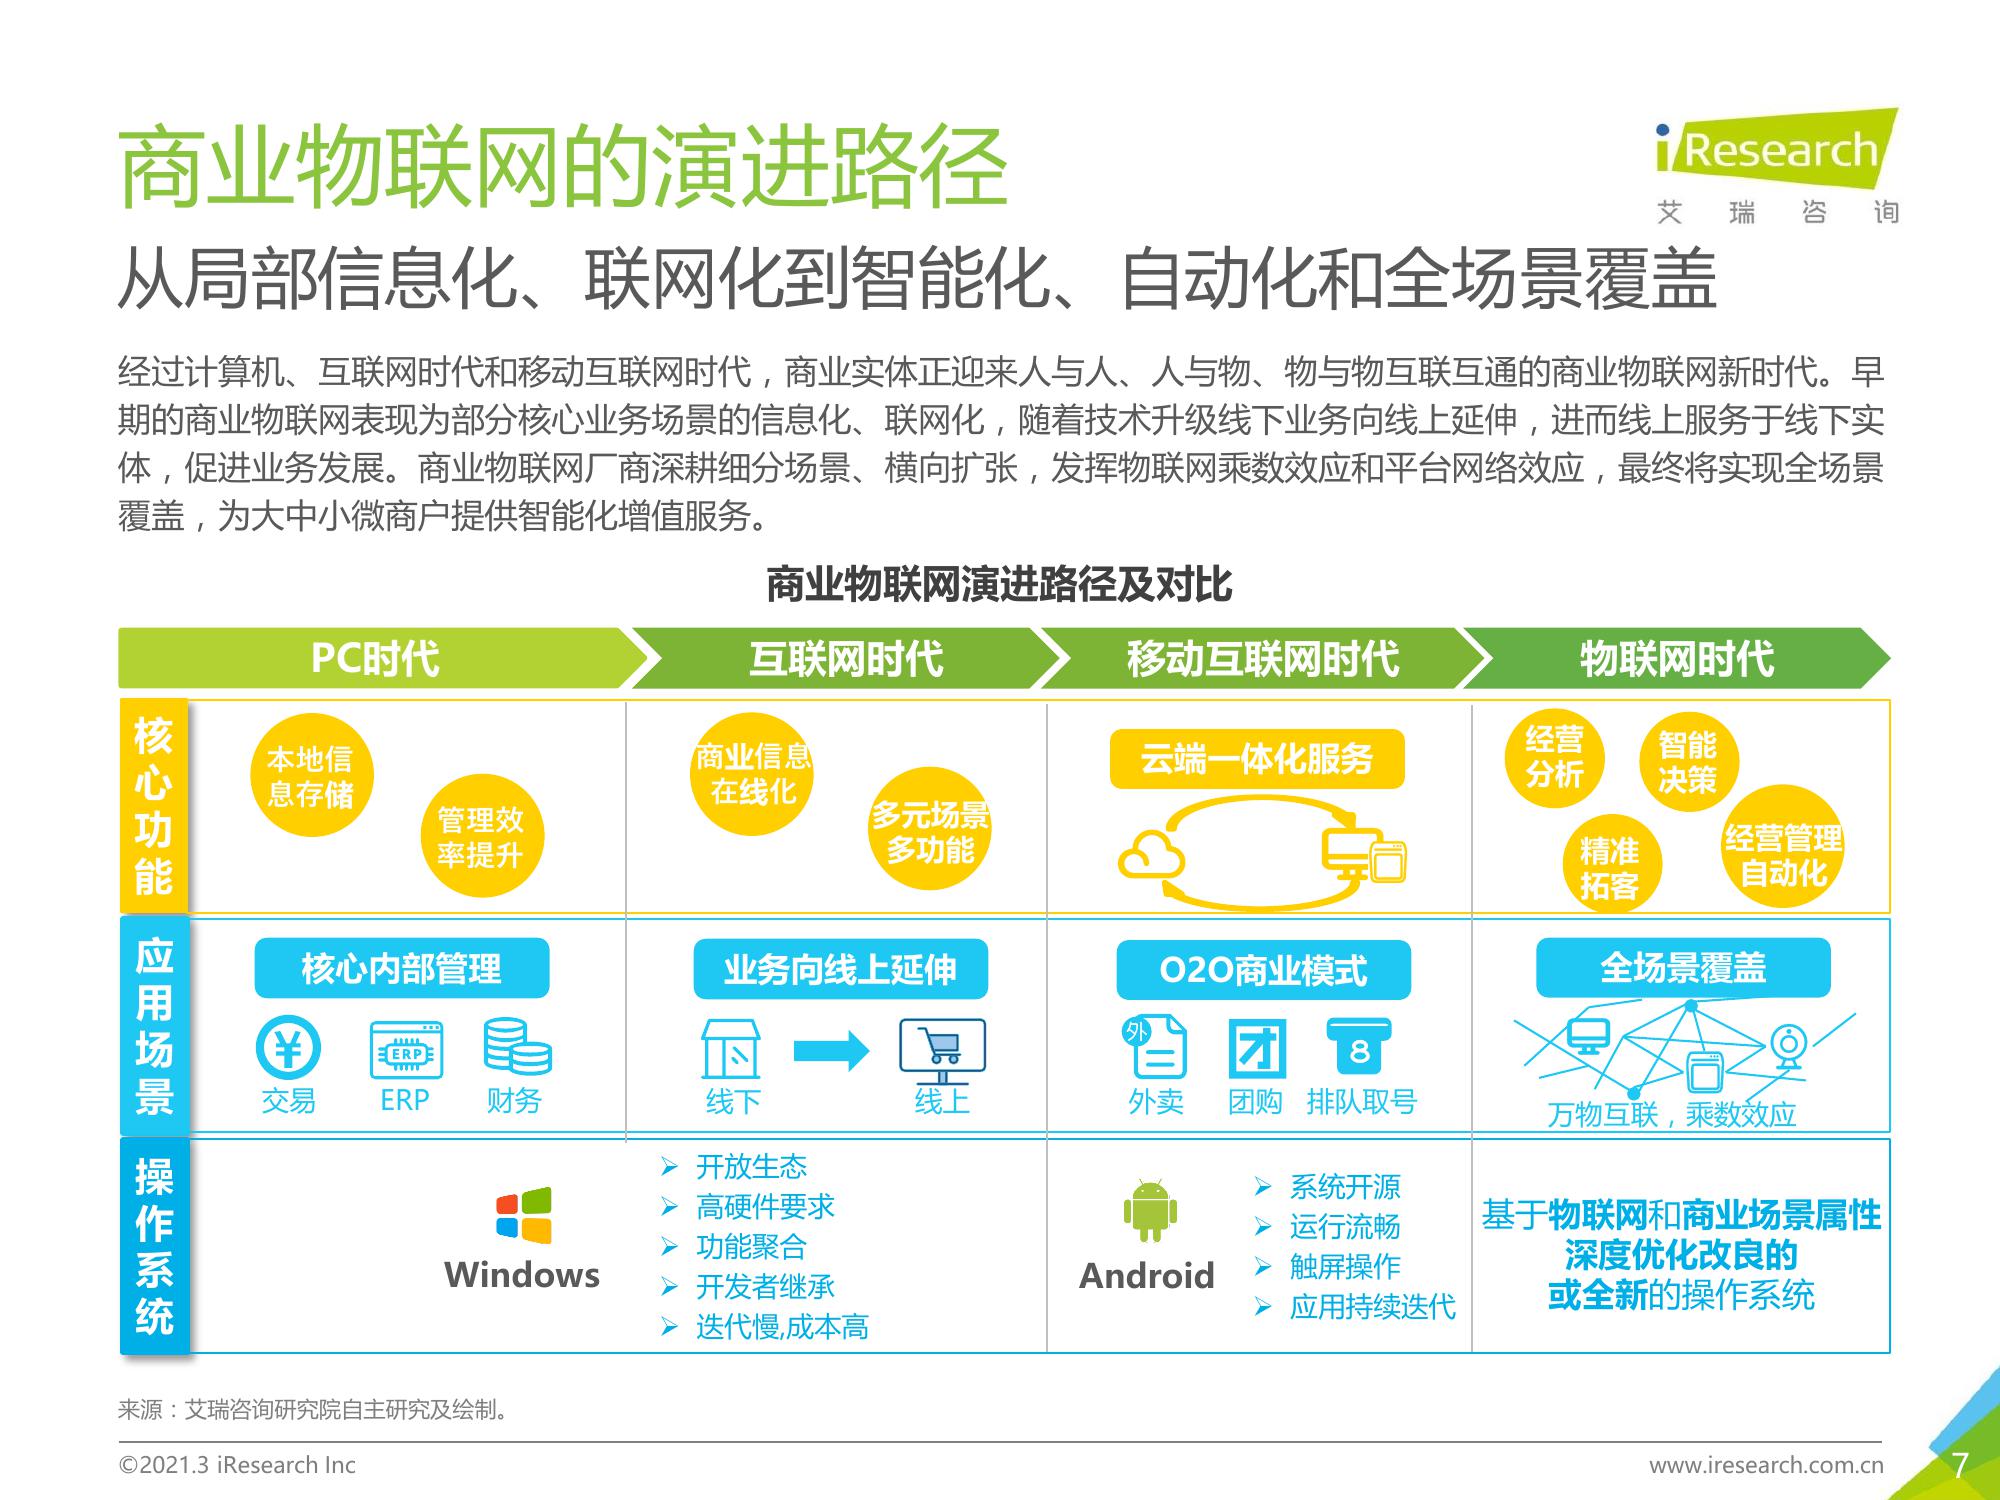 商业物联网的演进路径
iResearch
艾瑞咨询
从局部信息化、联网化到智能化、自动化和全场景覆盖
经过计算机、互联网时代和移动互联网时代，商业实体正迎来人与人、人与物、物与物互联互通的商业物联网新时代。早
期的商业物联网表现为部分核心业务场景的信息化、联网化，随着技术升级线下业务向线上延伸，进而线上服务于线下实
体，促进业务发展。商业物联网厂商深耕细分场景、横向扩张，发挥物联网乘数效应和平台网络效应，最终将实现全场景
覆盖，为大中小微商户提供智能化增值服务。
商业物联网演进路径及对比
PC时代
互联网时代
移动互联网时代
物联网时代
核心功能
本地信
息存储
管理效
率提升
商业信息
在线化
多元场景
多功能
云端一体化服务
经营
分析
智能
决策
精准
拓客
经营管理
自动化
应用场景
核心内部管理
¥
ERP
交易
ERP
财务
业务向线上延伸
线下
线上
O2O商业模式
外
团
8
外卖
团购
排队取号
全场景覆盖
万物互联，乘数效应
操作系统
Windows
开放生态
高硬件要求
功能聚合
开发者继承
迭代慢,成本高
Android
系统开源
运行流畅
触屏操作
应用持续迭代
基于物联网和商业场景属性
深度优化改良的
或全新的操作系统
来源：艾瑞咨询研究院自主研究及绘制。
©2021.3 iResearch Inc
www.iresearch.com.cn
7